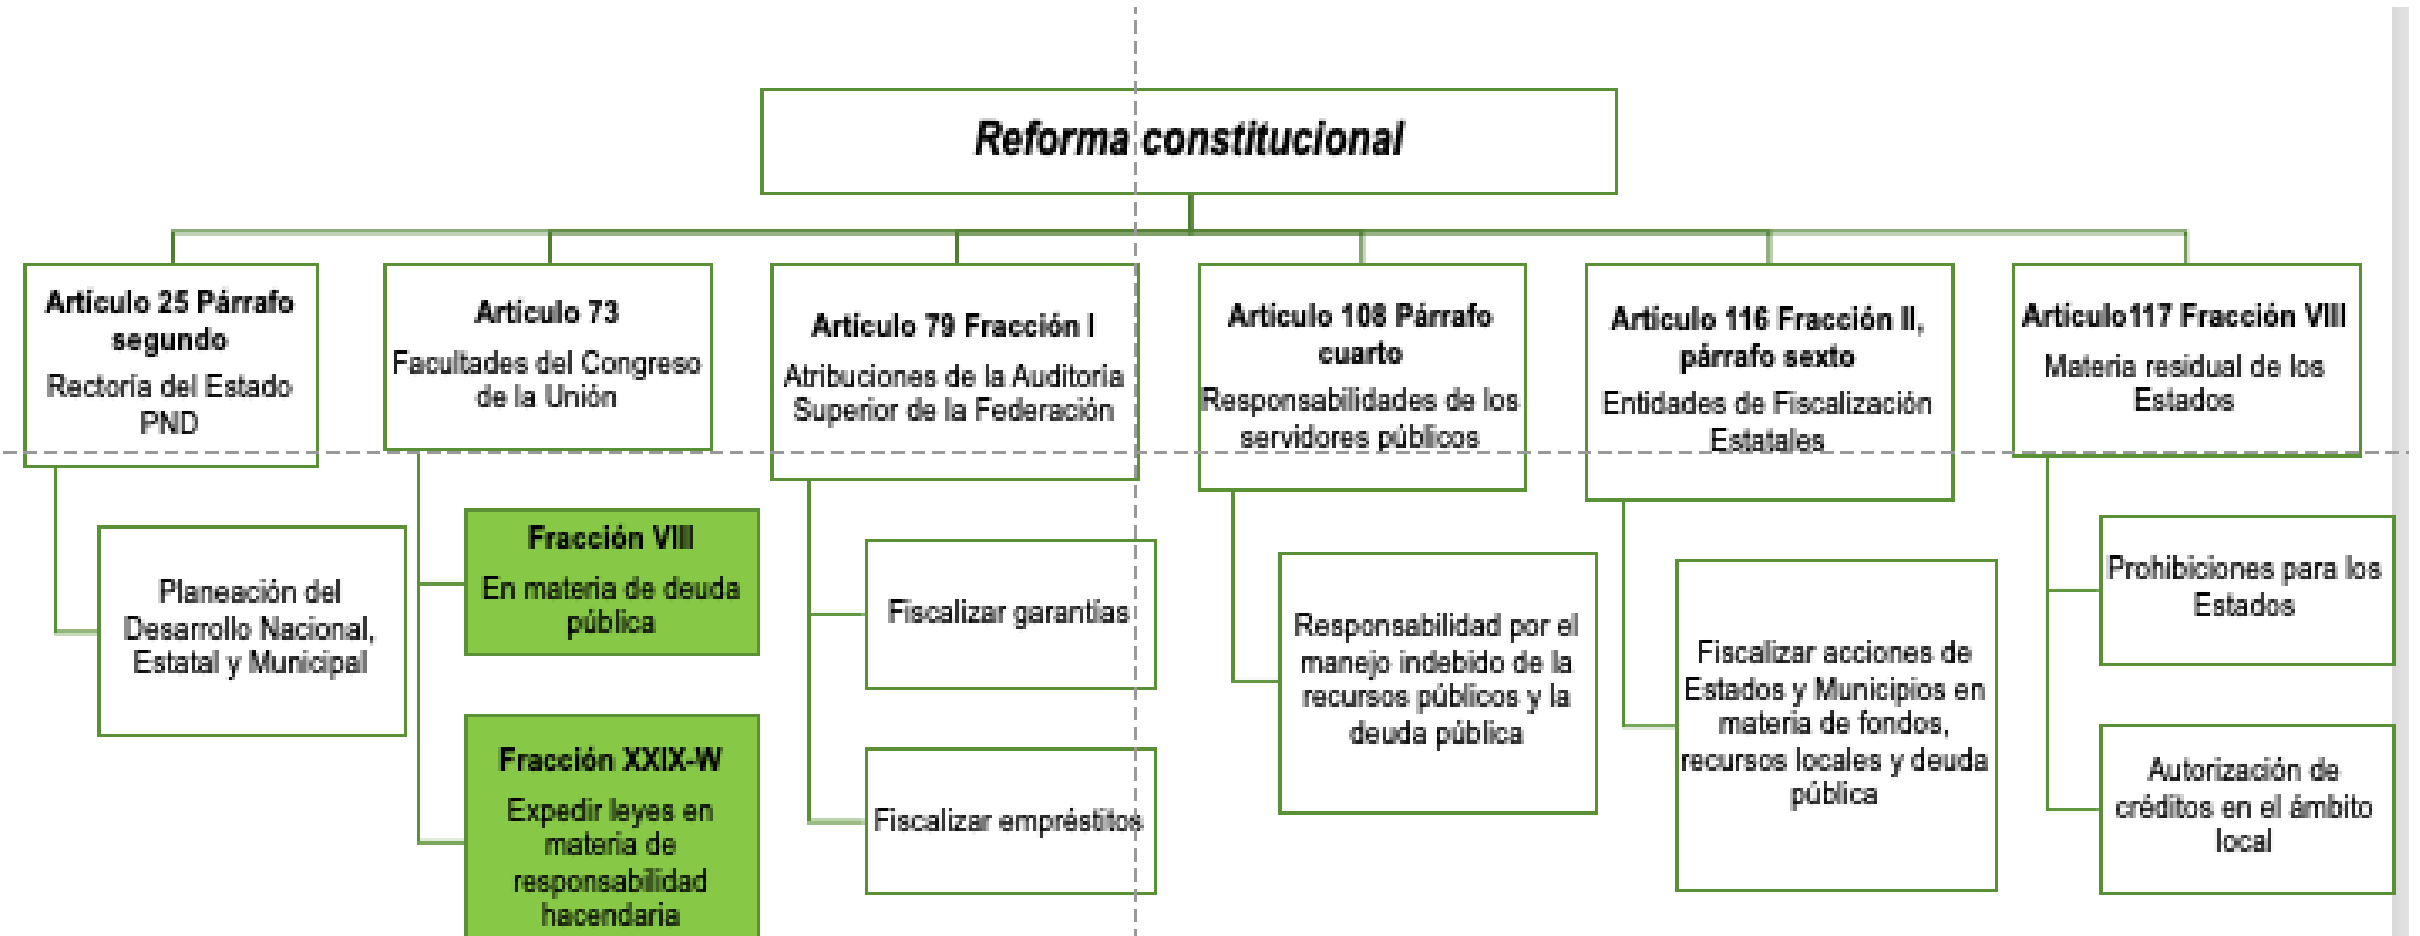 Reforma constitucional
Artículo 25 Párrafo
segundo
Rectoría del Estado
PND
Planeación del
Desarrollo Nacional,
Estatal y Municipal
Artículo 73
Facultades del Congreso
de la Unión
Fracción VIII
En materia de deuda
pública
Fracción XXIX-W
Expedir leyes en
materia de
responsabilidad
hacendaria
Artículo 79 Fracción I
Atribuciones de la Auditoria
Superior de la Federación
Fiscalizar garantías
Fiscalizar empréstitos
Artículo 108 Párrafo
cuarto
Responsabilidades de los
servidores públicos
Responsabilidad por el
manejo indebido de la
recursos públicos y la
deuda pública
Artículo 116 Fracción II,
párrafo sexto
Entidades de Fiscalización
Estatales
Fiscalizar acciones de
Estados y Municipios en
materia de fondos,
recursos locales y deuda
pública
Artículo117 Fracción VIII
Materia residual de los
Estados
Prohibiciones para los
Estados
Autorización de
créditos en el ámbito
local